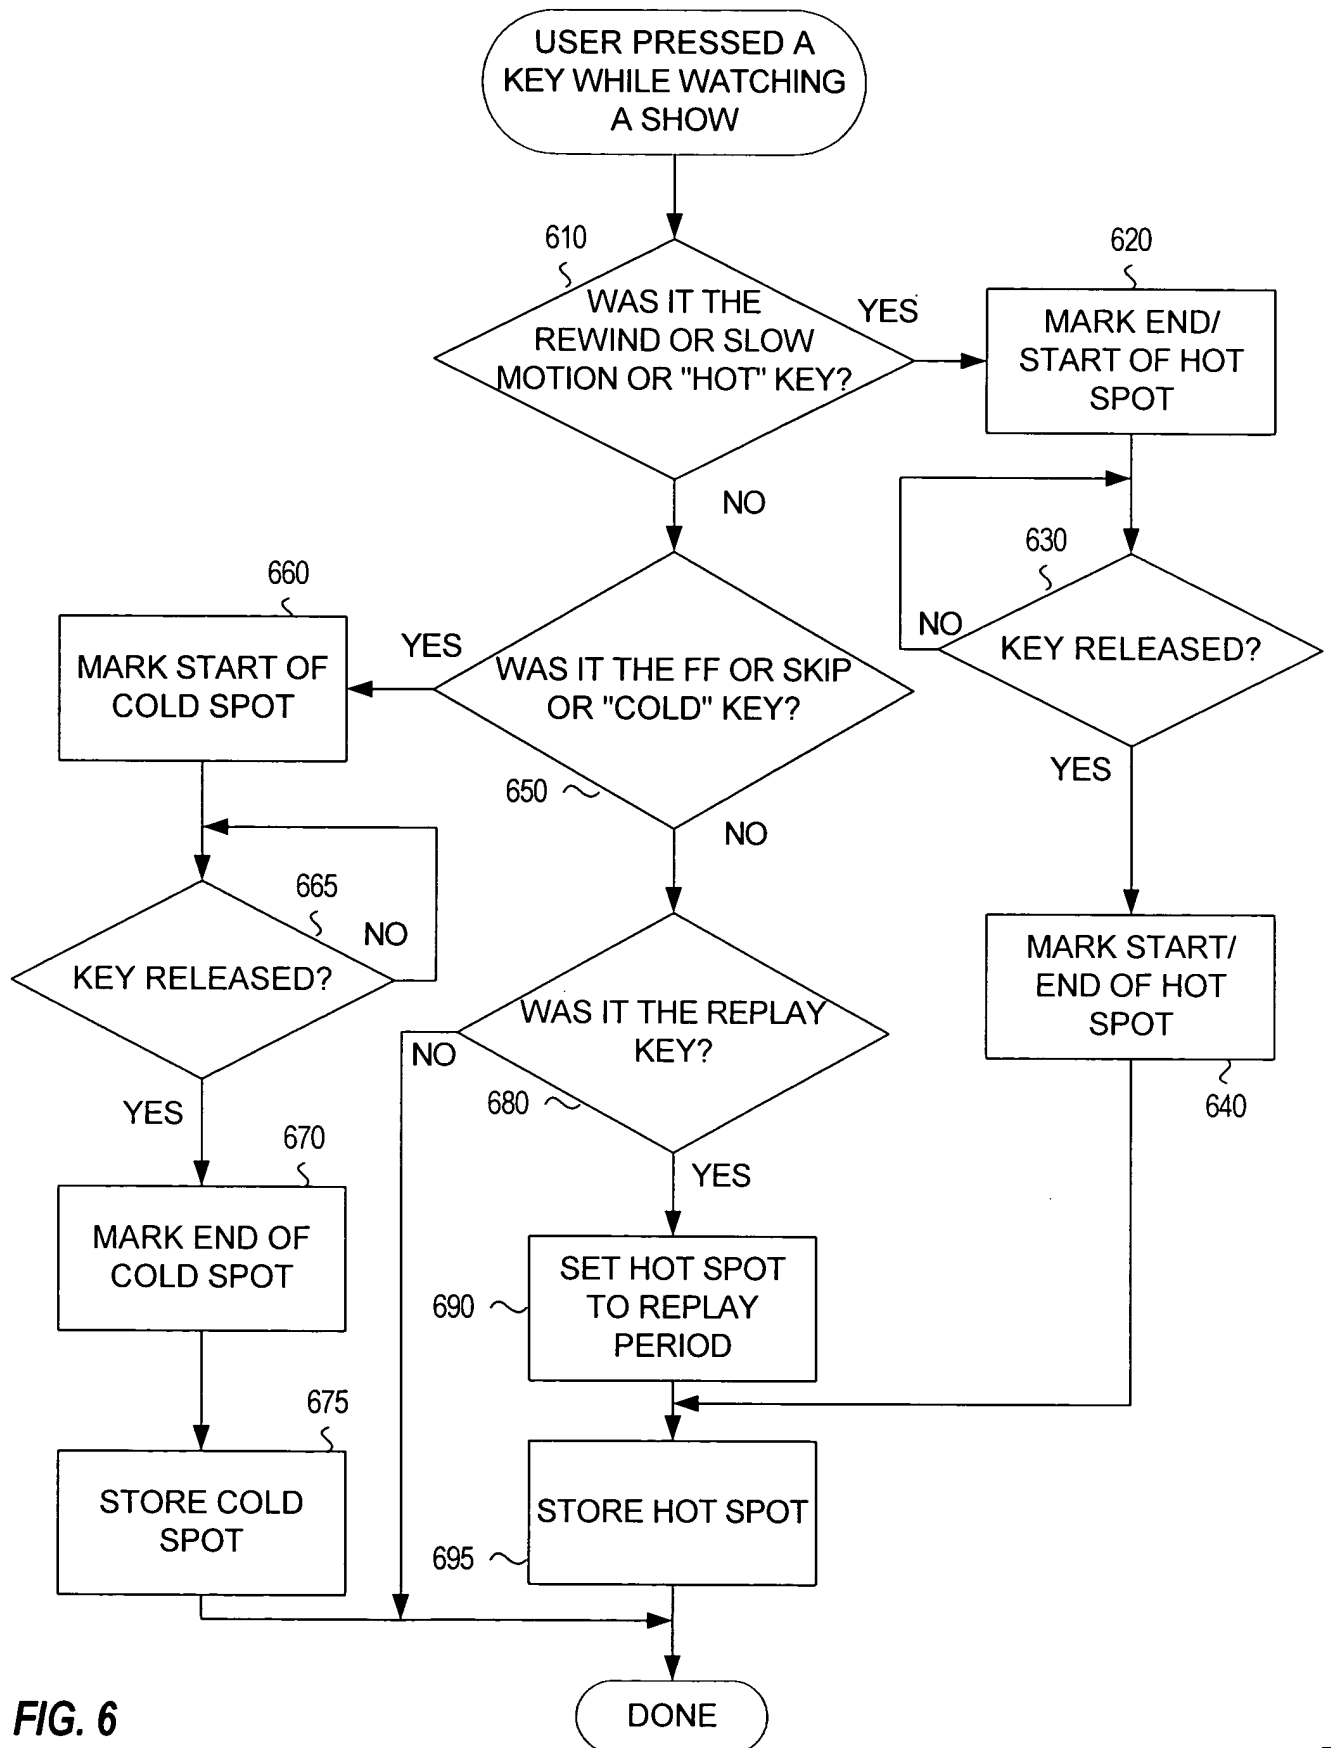 USER PRESSED A
KEY WHILE WATCHING
A SHOW
610
WAS IT THE
REWIND OR SLOW
MOTION OR "HOT" KEY?
YES
NO
620
MARK END/
START OF HOT
SPOT
630
KEY RELEASED?
NO
YES
660
MARK START OF
COLD SPOT
YES
WAS IT THE FF OR SKIP
OR "COLD" KEY?
650
NO
665
KEY RELEASED?
NO
YES
MARK START/
END OF HOT
SPOT
640
WAS IT THE REPLAY
KEY?
NO
680
YES
670
MARK END OF
COLD SPOT
SET HOT SPOT
TO REPLAY
PERIOD
690
675
STORE COLD
SPOT
STORE HOT SPOT
695
DONE
FIG. 6